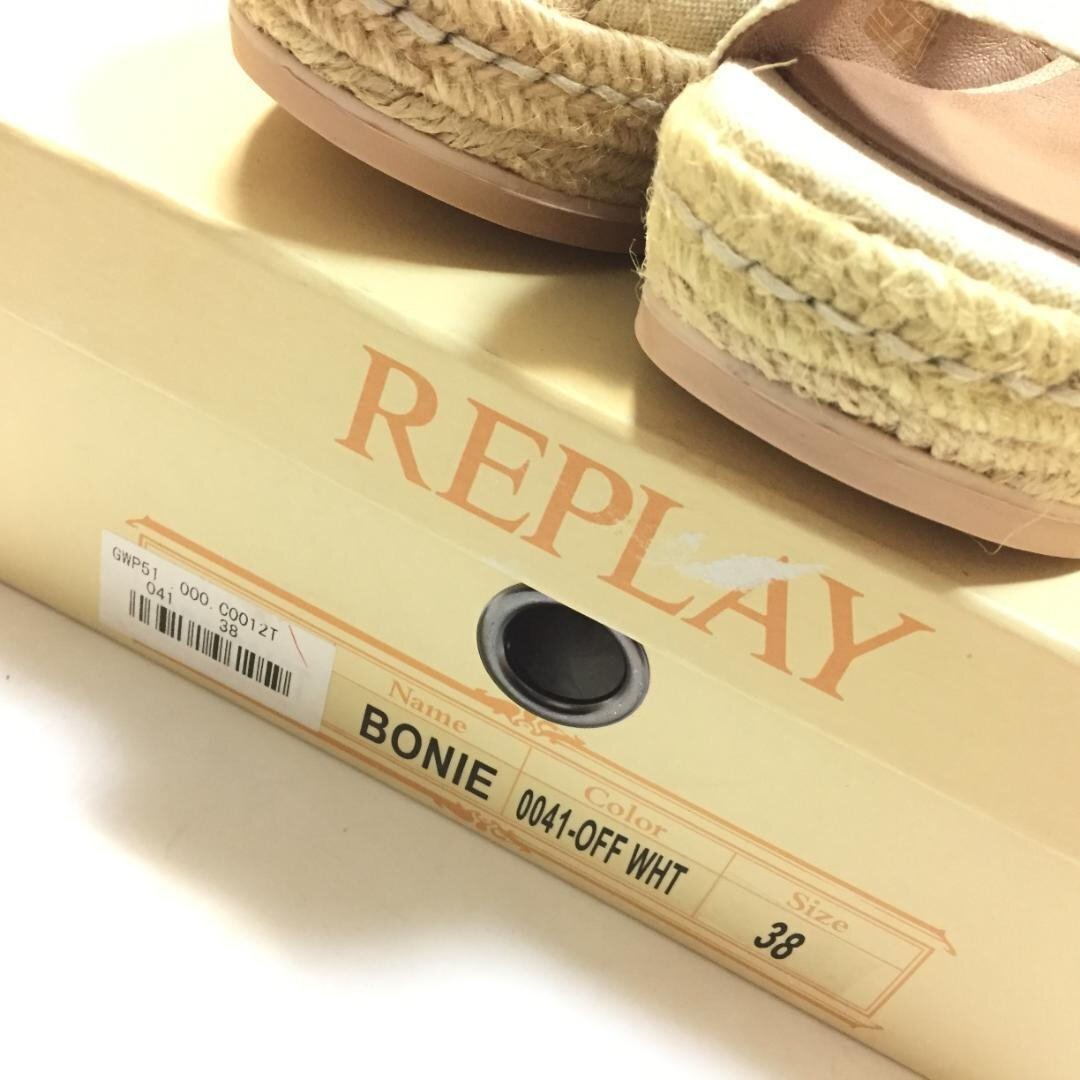 REPLAY
GWP51 .000.C0012T
041 38
Name
BONIE
Color
0041-OFF WHT
Size
38